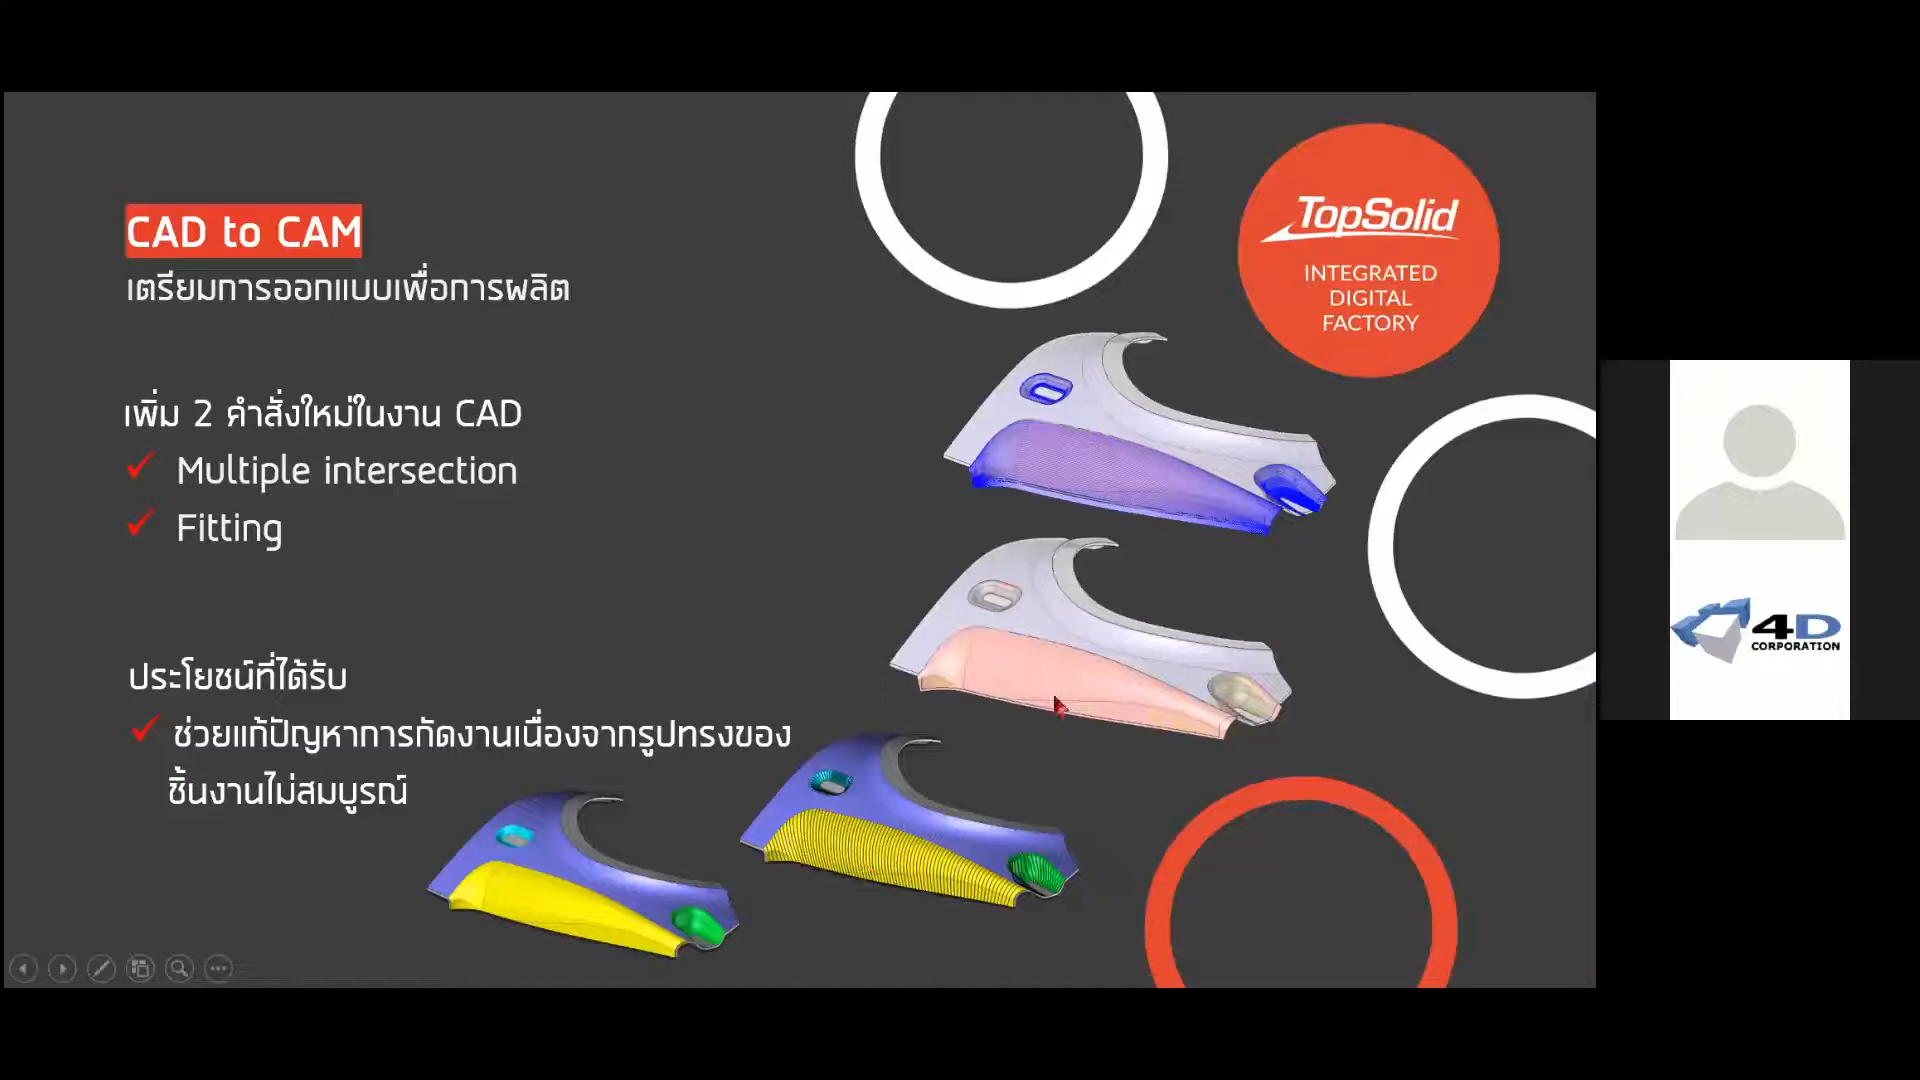 CAD to CAM
เตรียมการออกแบบเพื่อการผลิต
เพิ่ม 2 คำสั่งใหม่ในงาน CAD
✓ Multiple intersection
✓ Fitting
ประโยชน์ที่ได้รับ
✓ ช่วยแก้ปัญหาการกัดงานเนื่องจากรูปทรงของ
ชิ้นงานไม่สมบูรณ์
TopSolid
INTEGRATED
DIGITAL
FACTORY
4D
CORPORATION